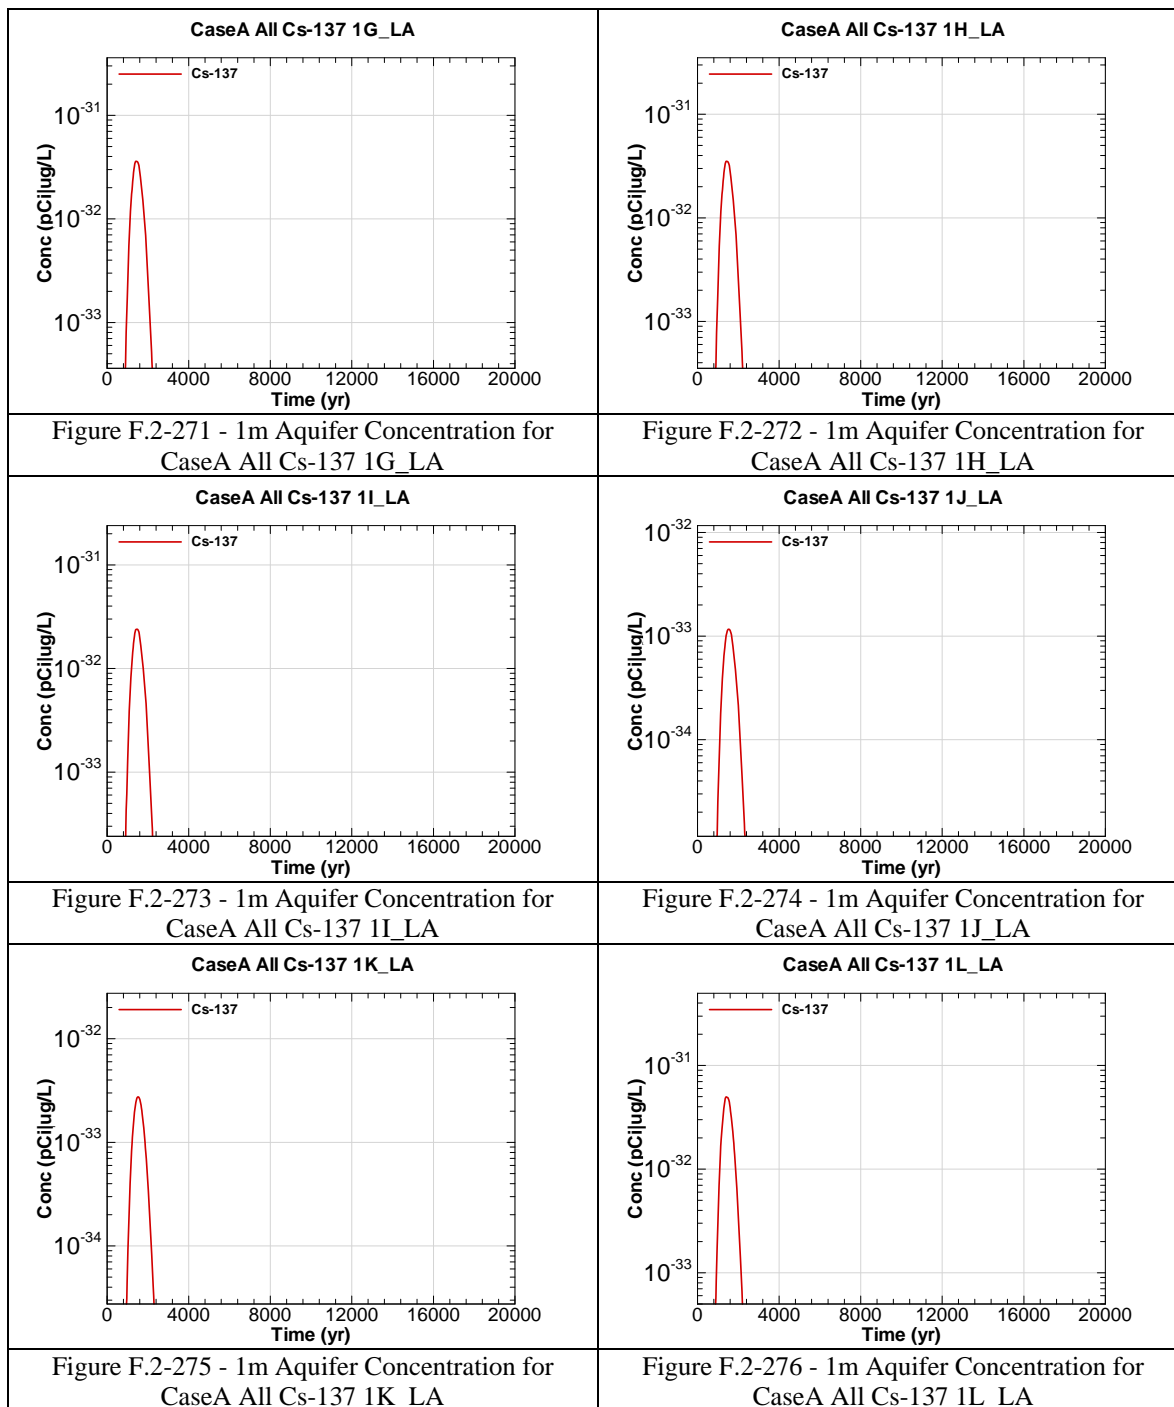 CaseA All Cs-137 1G_LA
Cs-137
Conc (pCi|ug/L)
10-31
10-32
10-33
0 4000 8000 12000 16000 20000
Time (yr)
Figure F.2-271 - 1m Aquifer Concentration for
CaseA All Cs-137 1G_LA
CaseA All Cs-137 1H_LA
Cs-137
Conc (pCi|ug/L)
10-31
10-32
10-33
0 4000 8000 12000 16000 20000
Time (yr)
Figure F.2-272 - 1m Aquifer Concentration for
CaseA All Cs-137 1H_LA
CaseA All Cs-137 1I_LA
Cs-137
Conc (pCi|ug/L)
10-31
10-32
10-33
0 4000 8000 12000 16000 20000
Time (yr)
Figure F.2-273 - 1m Aquifer Concentration for
CaseA All Cs-137 1I_LA
CaseA All Cs-137 1J_LA
Cs-137
Conc (pCi|ug/L)
10-32
10-33
10-34
0 4000 8000 12000 16000 20000
Time (yr)
Figure F.2-274 - 1m Aquifer Concentration for
CaseA All Cs-137 1J_LA
CaseA All Cs-137 1K_LA
Cs-137
Conc (pCi|ug/L)
10-32
10-33
10-34
0 4000 8000 12000 16000 20000
Time (yr)
Figure F.2-275 - 1m Aquifer Concentration for
CaseA All Cs-137 1K_LA
CaseA All Cs-137 1L_LA
Cs-137
Conc (pCi|ug/L)
10-31
10-32
10-33
0 4000 8000 12000 16000 20000
Time (yr)
Figure F.2-276 - 1m Aquifer Concentration for
CaseA All Cs-137 1L_LA